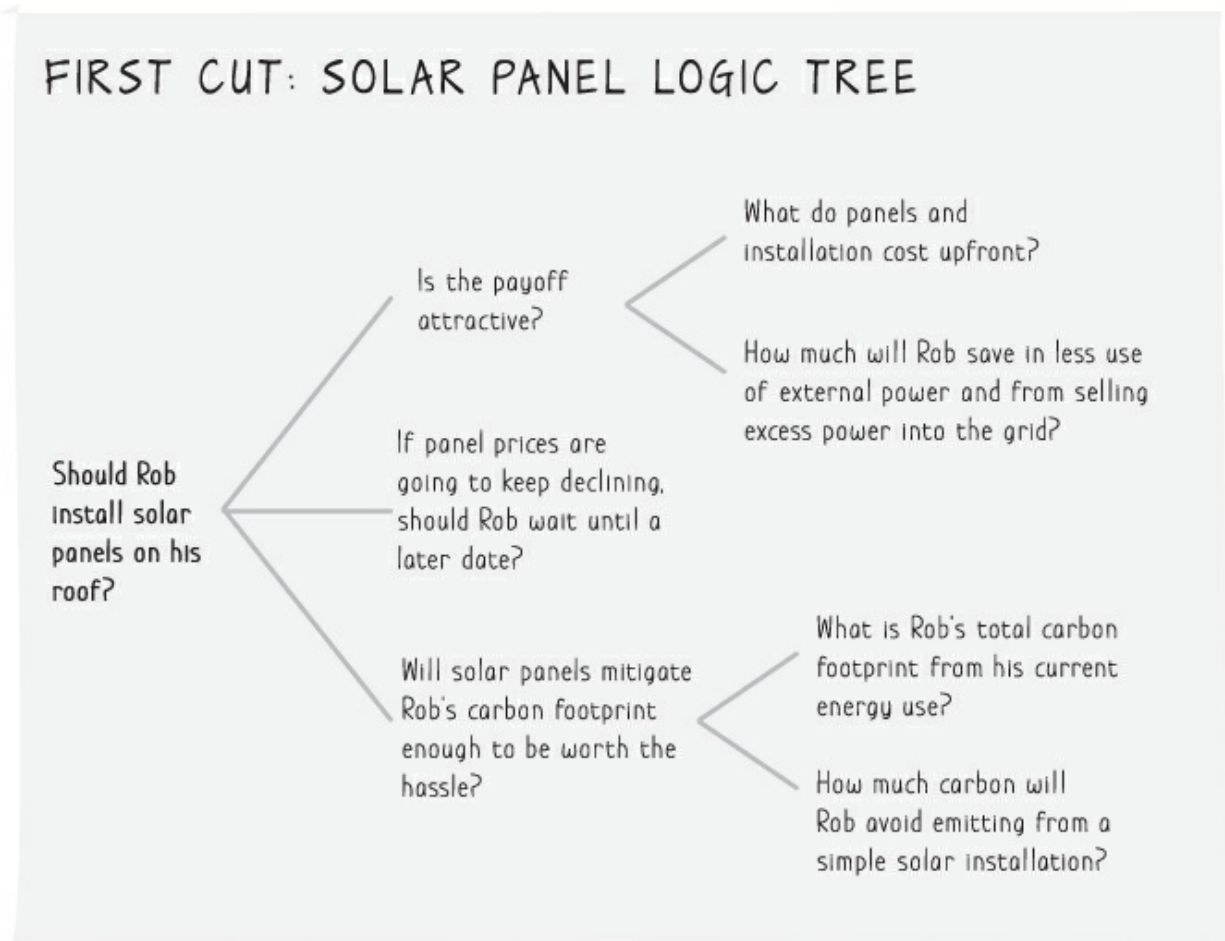 FIRST CUT: SOLAR PANEL LOGIC TREE
Should Rob
install solar
panels on his
roof?
Is the payoff
attractive?
What do panels and
installation cost upfront?
How much will Rob save in less use
of external power and from selling
excess power into the grid?
If panel prices are
going to keep declining,
should Rob wait until a
later date?
Will solar panels mitigate
Rob's carbon footprint
enough to be worth the
hassle?
What is Rob's total carbon
footprint from his current
energy use?
How much carbon will
Rob avoid emitting from a
simple solar installation?